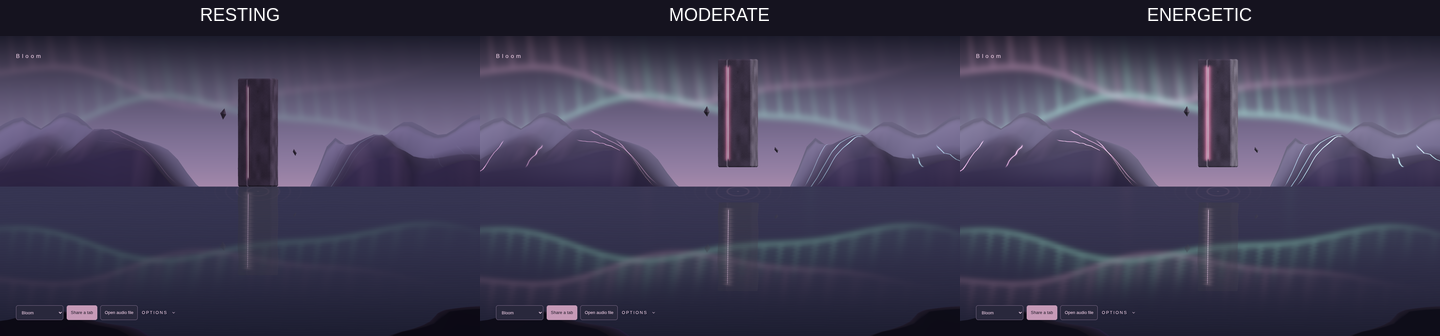 RESTING
MODERATE
ENERGETIC
Bloom
Bloom
Bloom
Bloom Share a tab Open audio file OPTIONS
Bloom Share a tab Open audio file OPTIONS
Bloom Share a tab Open audio file OPTIONS